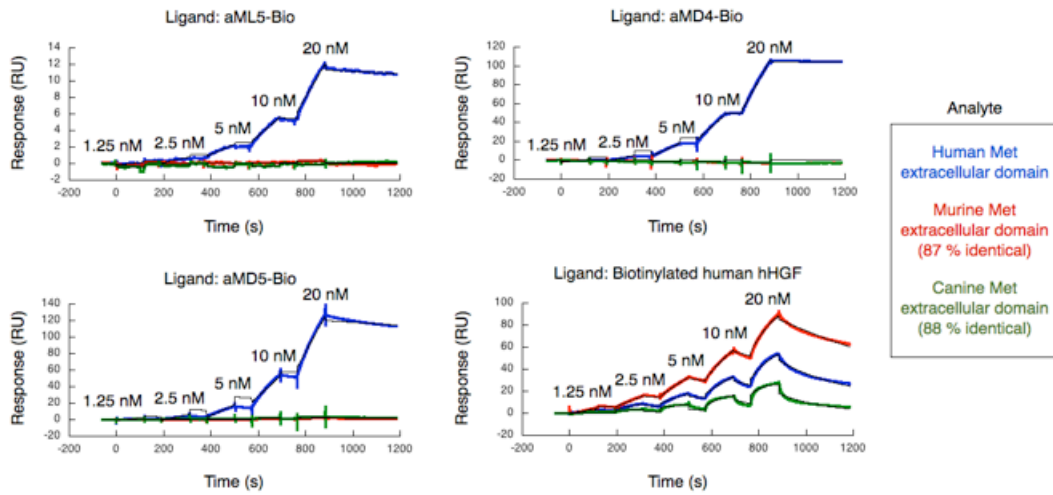 Ligand: aML5-Bio
Response (RU)
14
12
10
8
6
4
2
0
-2
1.25 nM
2.5 nM
5 nM
10 nM
20 nM
-200 0 200 400 600 800 1000 1200
Time (s)
Ligand: aMD4-Bio
Response (RU)
120
100
80
60
40
20
0
-20
1.25 nM
2.5 nM
5 nM
10 nM
20 nM
-200 0 200 400 600 800 1000 1200
Time (s)
Ligand: aMD5-Bio
Response (RU)
140
120
100
80
60
40
20
0
-20
1.25 nM
2.5 nM
5 nM
10 nM
20 nM
-200 0 200 400 600 800 1000 1200
Time (s)
Ligand: Biotinylated human hHGF
Response (RU)
100
80
60
40
20
0
-20
1.25 nM
2.5 nM
5 nM
10 nM
20 nM
-200 0 200 400 600 800 1000 1200
Time (s)
Analyte
Human Met
extracellular domain
Murine Met
extracellular domain
(87 % identical)
Canine Met
extracellular domain
(88 % identical)